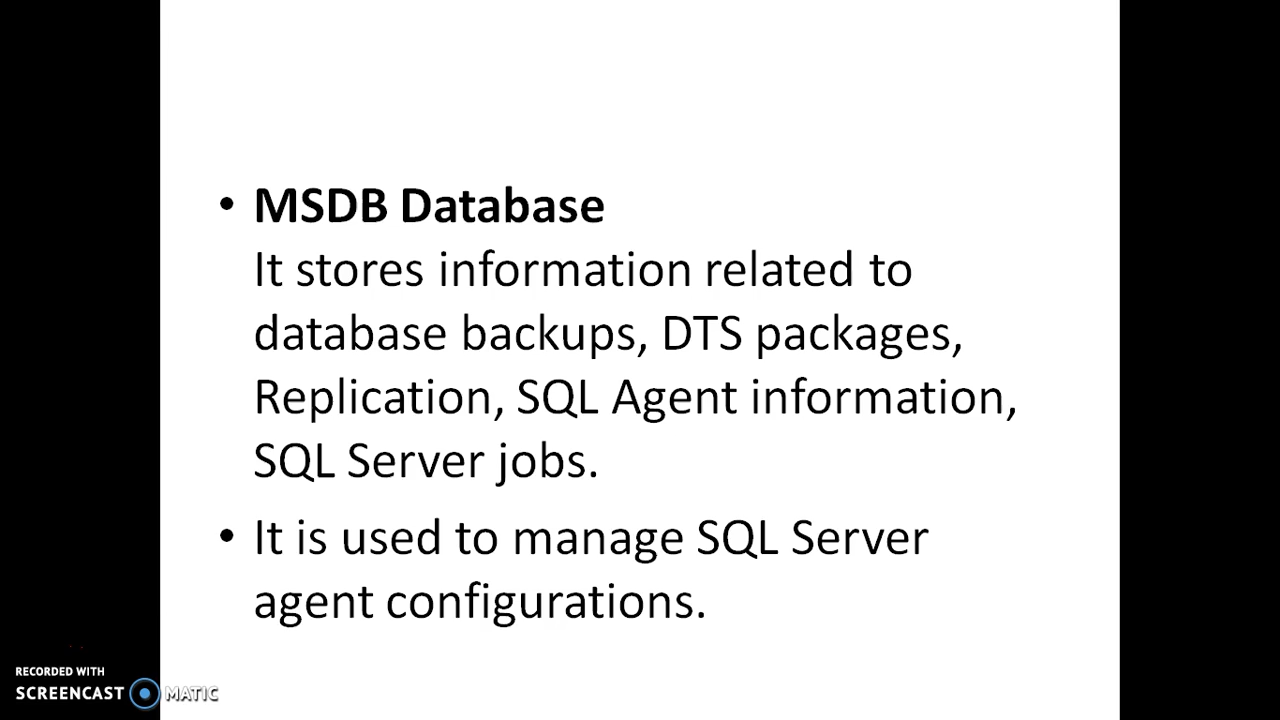 • MSDB Database
It stores information related to
database backups, DTS packages,
Replication, SQL Agent information,
SQL Server jobs.
• It is used to manage SQL Server
agent configurations.
RECORDED WITH
SCREENCAST MATIC